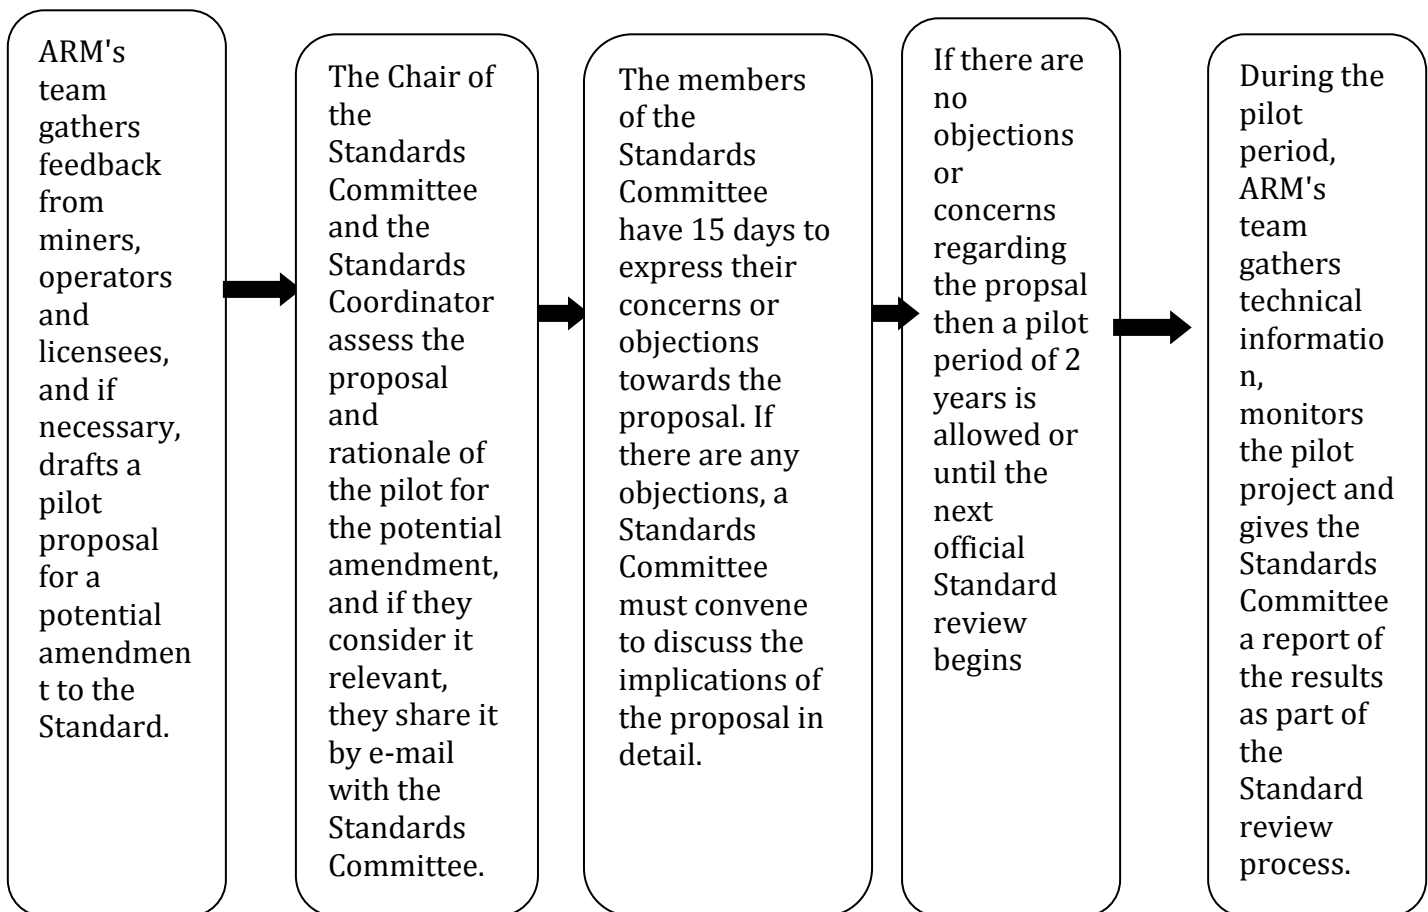 ARM's
team
gathers
feedback
from
miners,
operators
and
licensees,
and if
necessary,
drafts a
pilot
proposal
for a
potential
amendmen
t to the
Standard.
The Chair of
the
Standards
Committee
and the
Standards
Coordinator
assess the
proposal
and
rationale of
the pilot for
the potential
amendment,
and if they
consider it
relevant,
they share it
by e-mail
with the
Standards
Committee.
The members
of the
Standards
Committee
have 15 days to
express their
concerns or
objections
towards the
proposal. If
there are any
objections, a
Standards
Committee
must convene
to discuss the
implications of
the proposal in
detail.
If there are
no
objections
or
concerns
regarding
the propsal
then a pilot
period of 2
years is
allowed or
until the
next
official
Standard
review
begins
During the
pilot
period,
ARM's
team
gathers
technical
informatio
n,
monitors
the pilot
project and
gives the
Standards
Committee
a report of
the results
as part of
the
Standard
review
process.